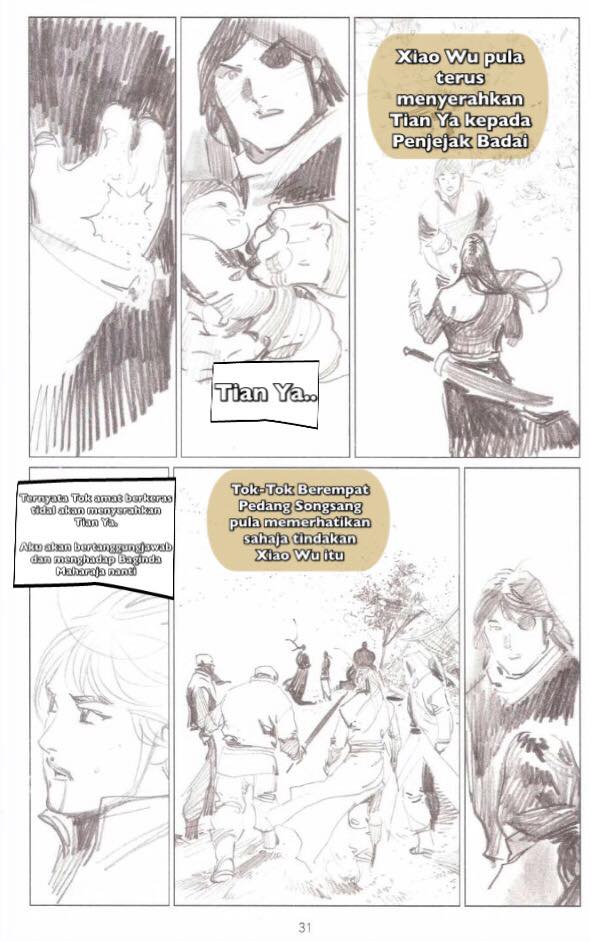 Xiao Wu pula
terus
menyerahkan
Tian Ya kepada
Penjejak Badai
Tian Ya..
Ternyata Tok amat berkeras
tidal akan menyerahkan
Tian Ya.
Aku akan bertanggungjawab
dan menghadap Baginda
Maharaja nanti
Tok-Tok Berempat
Pedang Songsang
pula memerhatikan
sahaja tindakan
Xiao Wu itu
31